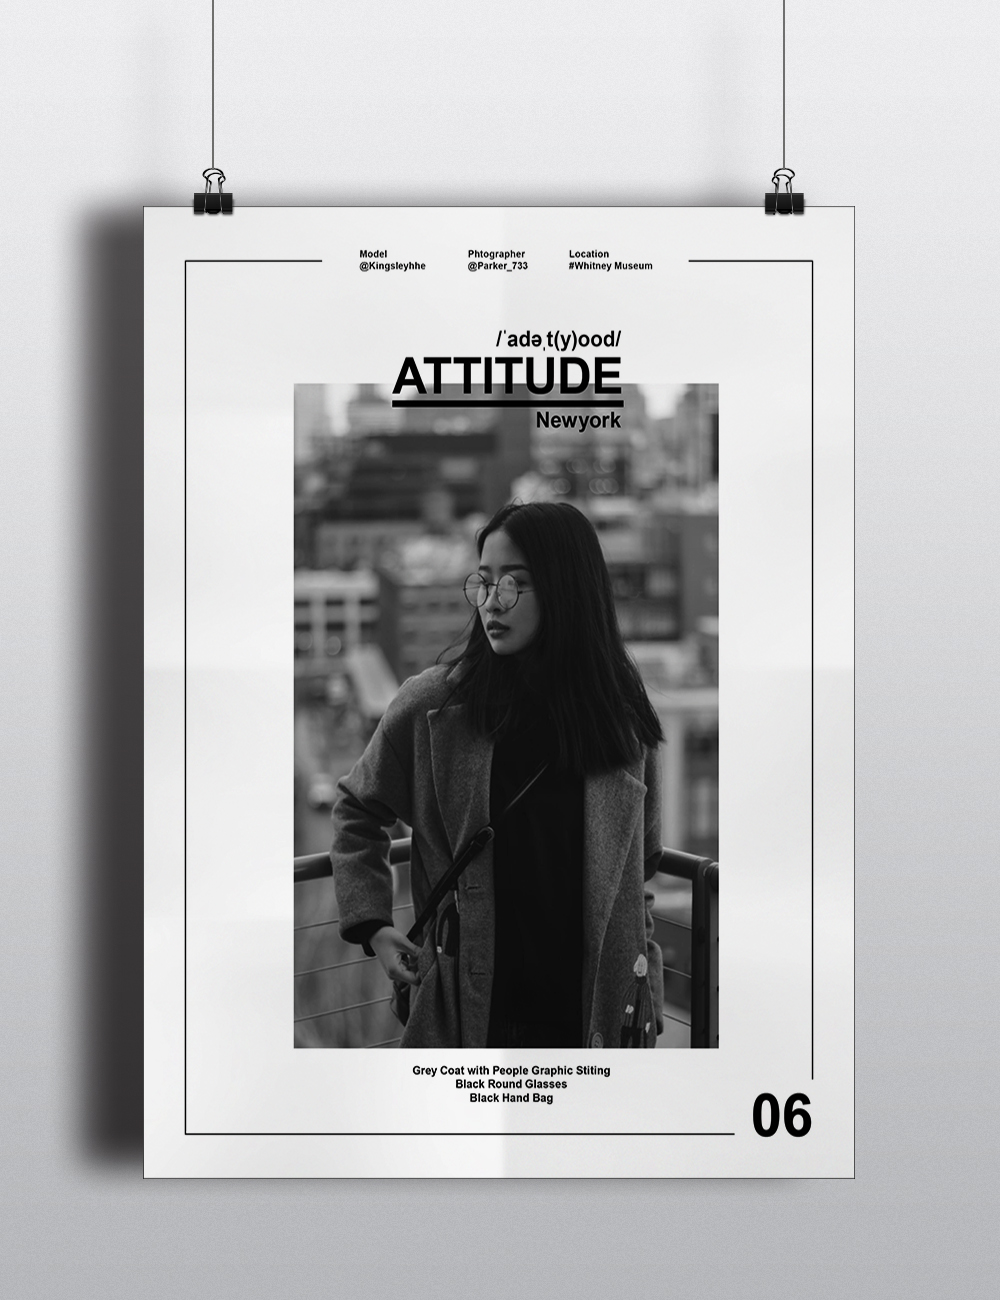 Model
@Kingsleyhhe
Phtographer
@Parker_733
Location
#Whitney Museum
/ˈadəˌt(y)ood/
ATTITUDE
Newyork
Grey Coat with People Graphic Stiting
Black Round Glasses
Black Hand Bag
06